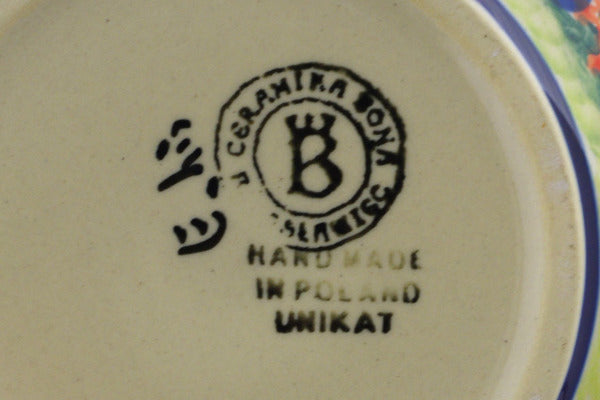 CERAMIKA BONA
B
HAND MADE
IN POLAND
UNIKAT